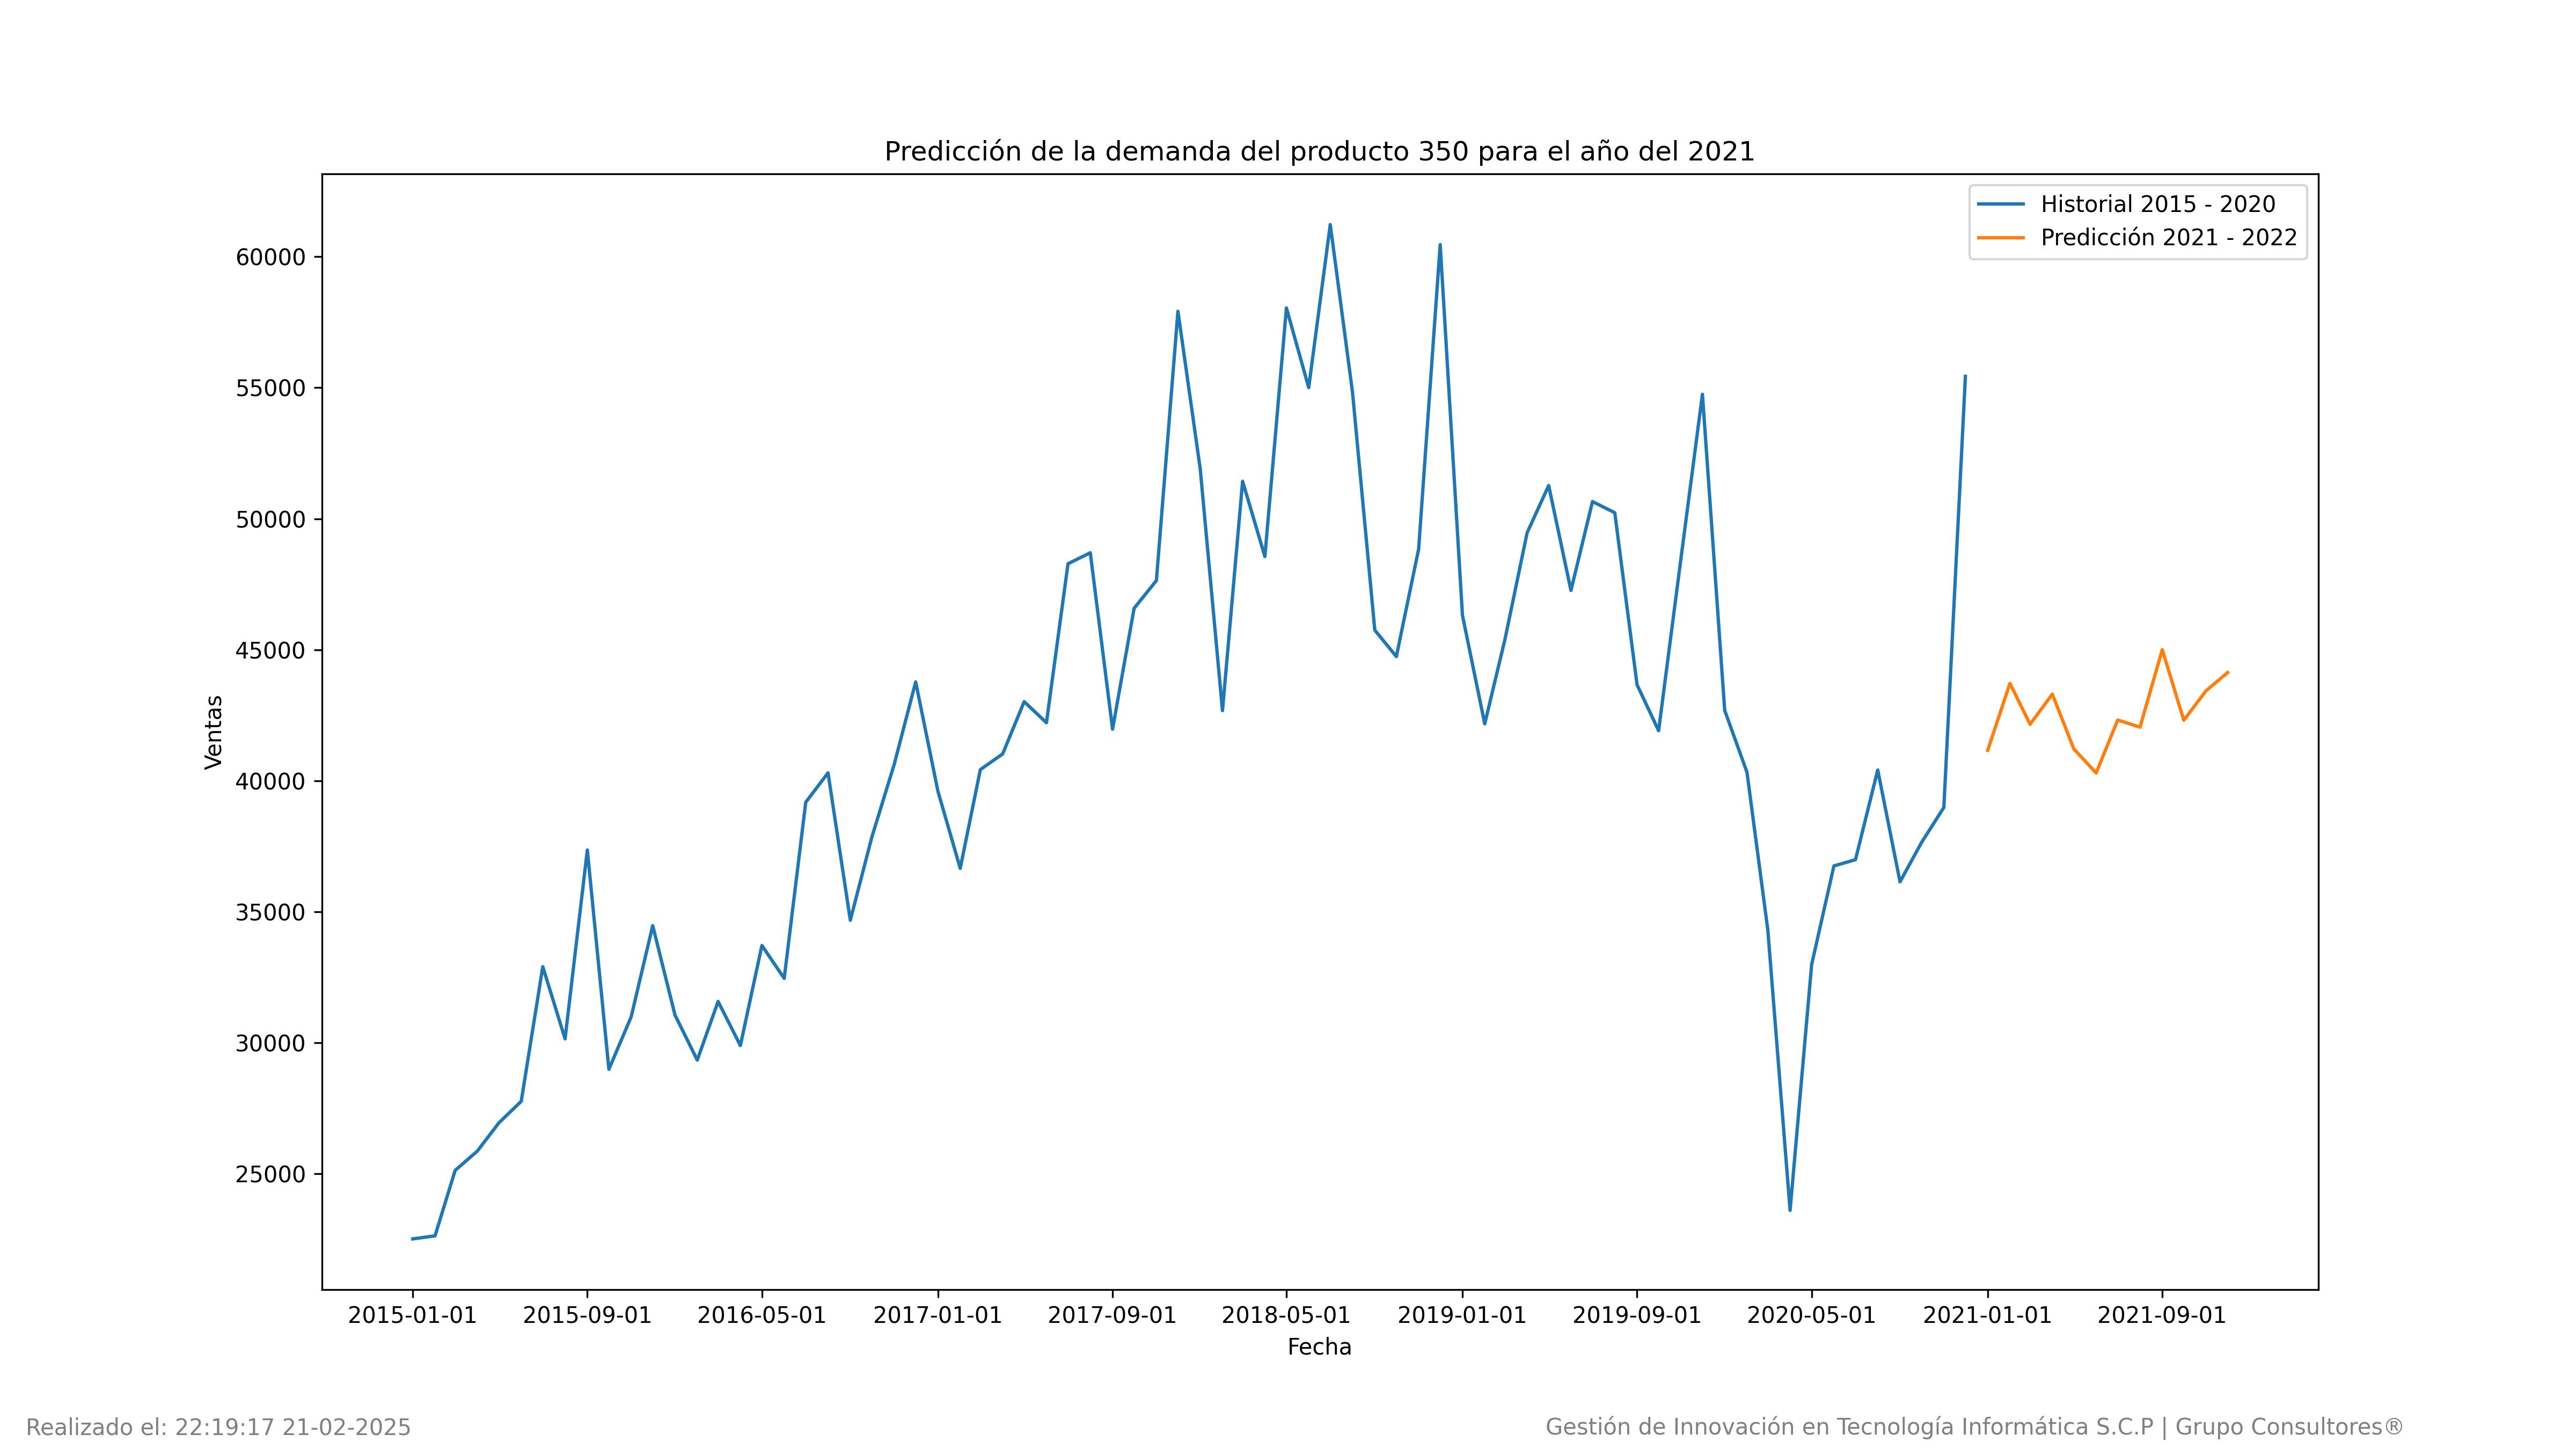 Predicción de la demanda del producto 350 para el año del 2021
Historial 2015 - 2020
Predicción 2021 - 2022
60000
55000
50000
45000
40000
35000
30000
25000
Ventas
2015-01-01 2015-09-01 2016-05-01 2017-01-01 2017-09-01 2018-05-01 2019-01-01 2019-09-01 2020-05-01 2021-01-01 2021-09-01
Fecha
Realizado el: 22:19:17 21-02-2025
Gestión de Innovación en Tecnología Informática S.C.P | Grupo Consultores®